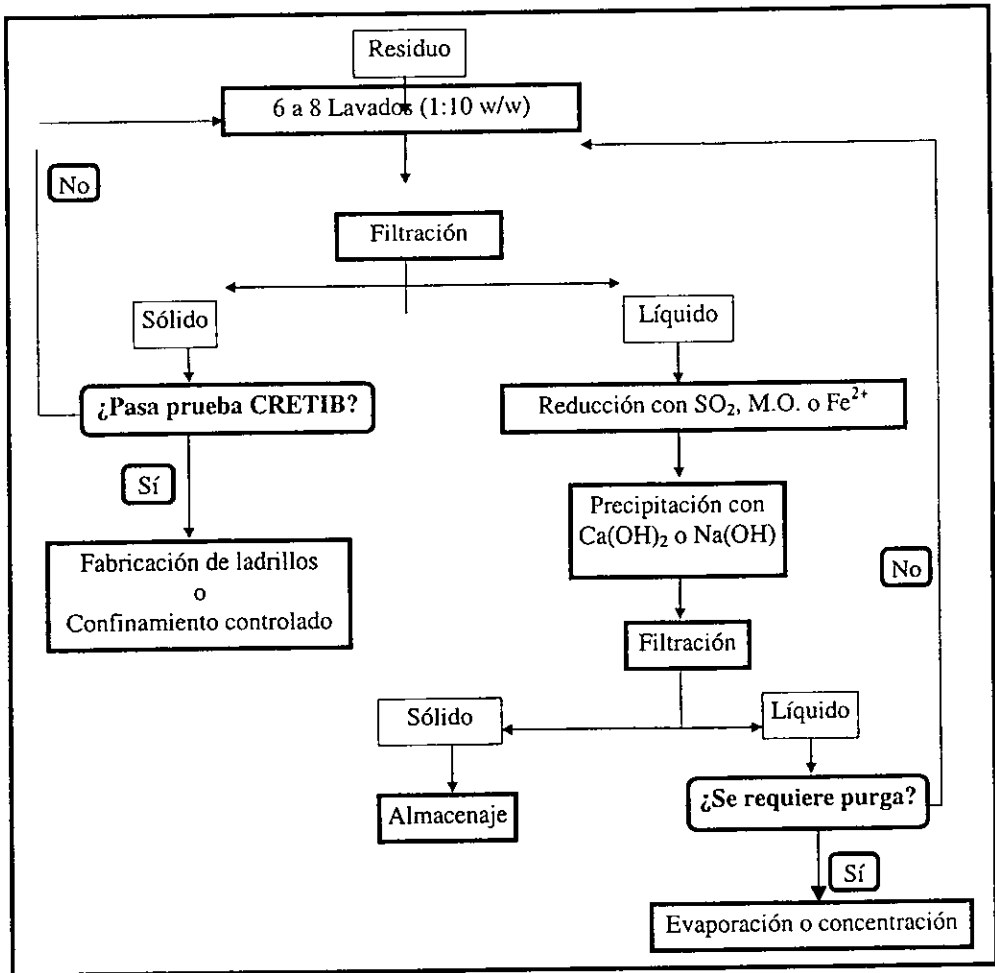 Residuo
6 a 8 Lavados (1:10 w/w)
No
Filtración
Sólido
Líquido
¿Pasa prueba CRETIB?
Reducción con SO₂, M.O. o Fe²⁺
Sí
Precipitación con
Ca(OH)₂ o Na(OH)
Fabricación de ladrillos
o
Confinamiento controlado
No
Filtración
Sólido
Líquido
Almacenaje
¿Se requiere purga?
Sí
Evaporación o concentración